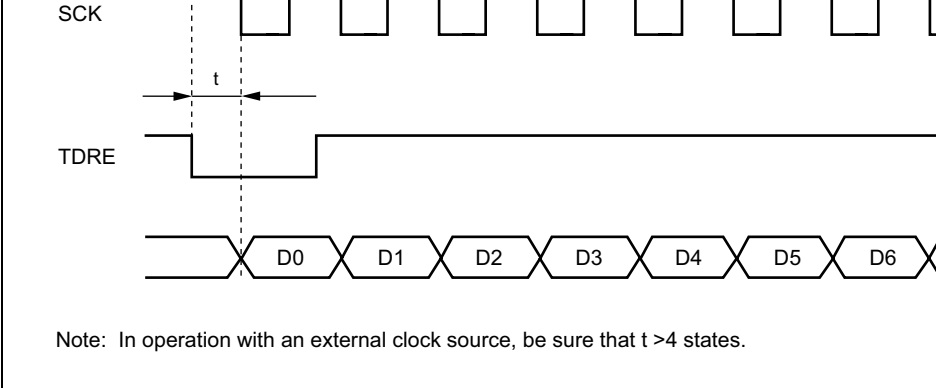 SCK
t
TDRE
D0 D1 D2 D3 D4 D5 D6
Note: In operation with an external clock source, be sure that t >4 states.